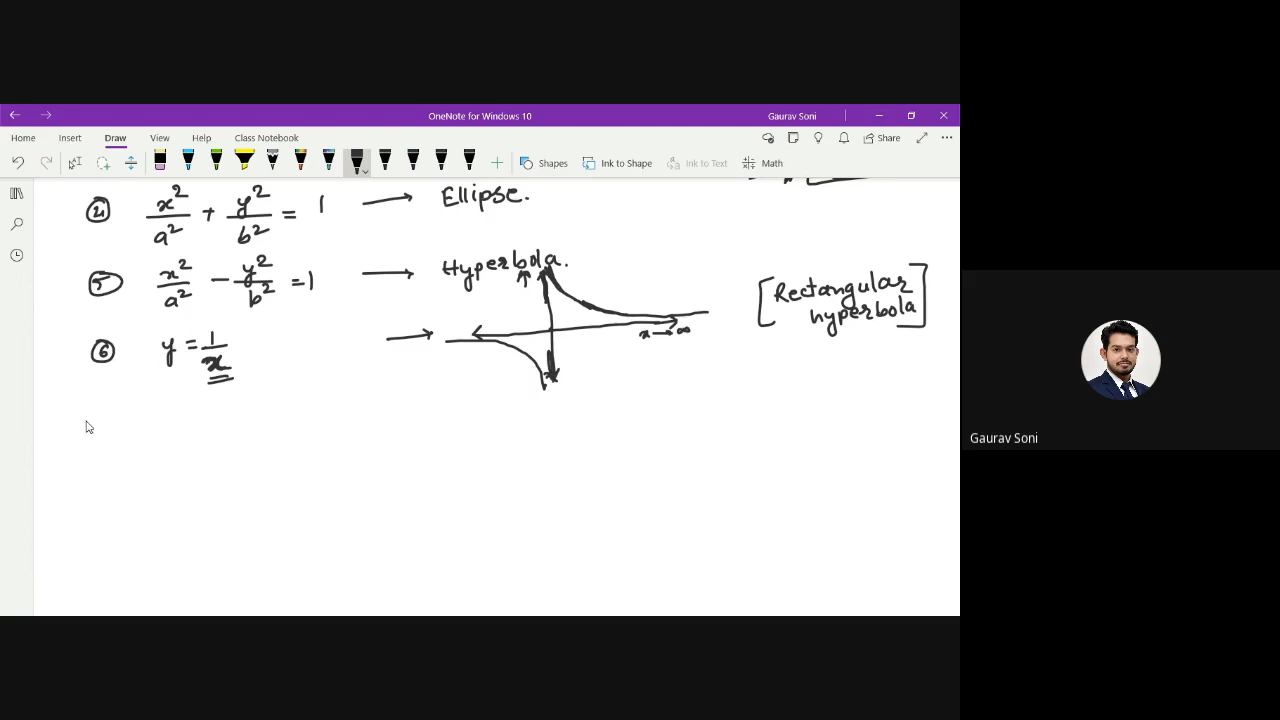 OneNote for Windows 10
Gaurav Soni
Home Insert Draw View Help Class Notebook
Share
Shapes Ink to Shape Ink to Text Math
④ x²/a² + y²/b² = 1 → Ellipse.
⑤ x²/a² − y²/b² = 1 → Hyperbola.
[Rectangular
hyperbola]
⑥ y = 1/x →
x → ∞
Gaurav Soni